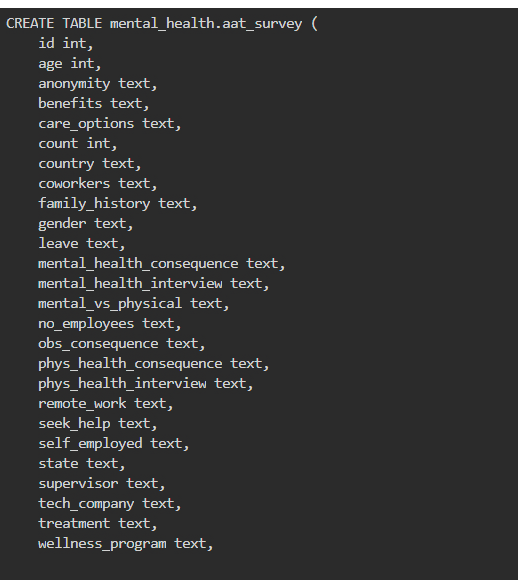 CREATE TABLE mental_health.aat_survey (
    id int,
    age int,
    anonymity text,
    benefits text,
    care_options text,
    count int,
    country text,
    coworkers text,
    family_history text,
    gender text,
    leave text,
    mental_health_consequence text,
    mental_health_interview text,
    mental_vs_physical text,
    no_employees text,
    obs_consequence text,
    phys_health_consequence text,
    phys_health_interview text,
    remote_work text,
    seek_help text,
    self_employed text,
    state text,
    supervisor text,
    tech_company text,
    treatment text,
    wellness_program text,